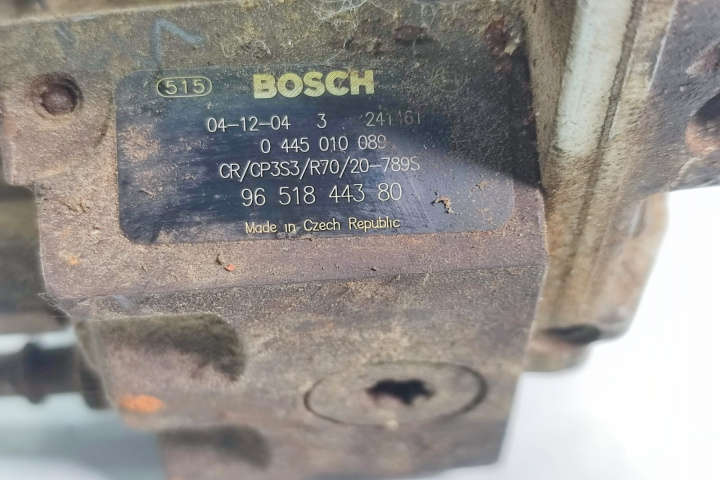 515 BOSCH
04-12-04 3 241461
0 445 010 089
CR/CP3S3/R70/20-789S
96 518 443 80
Made in Czech Republic